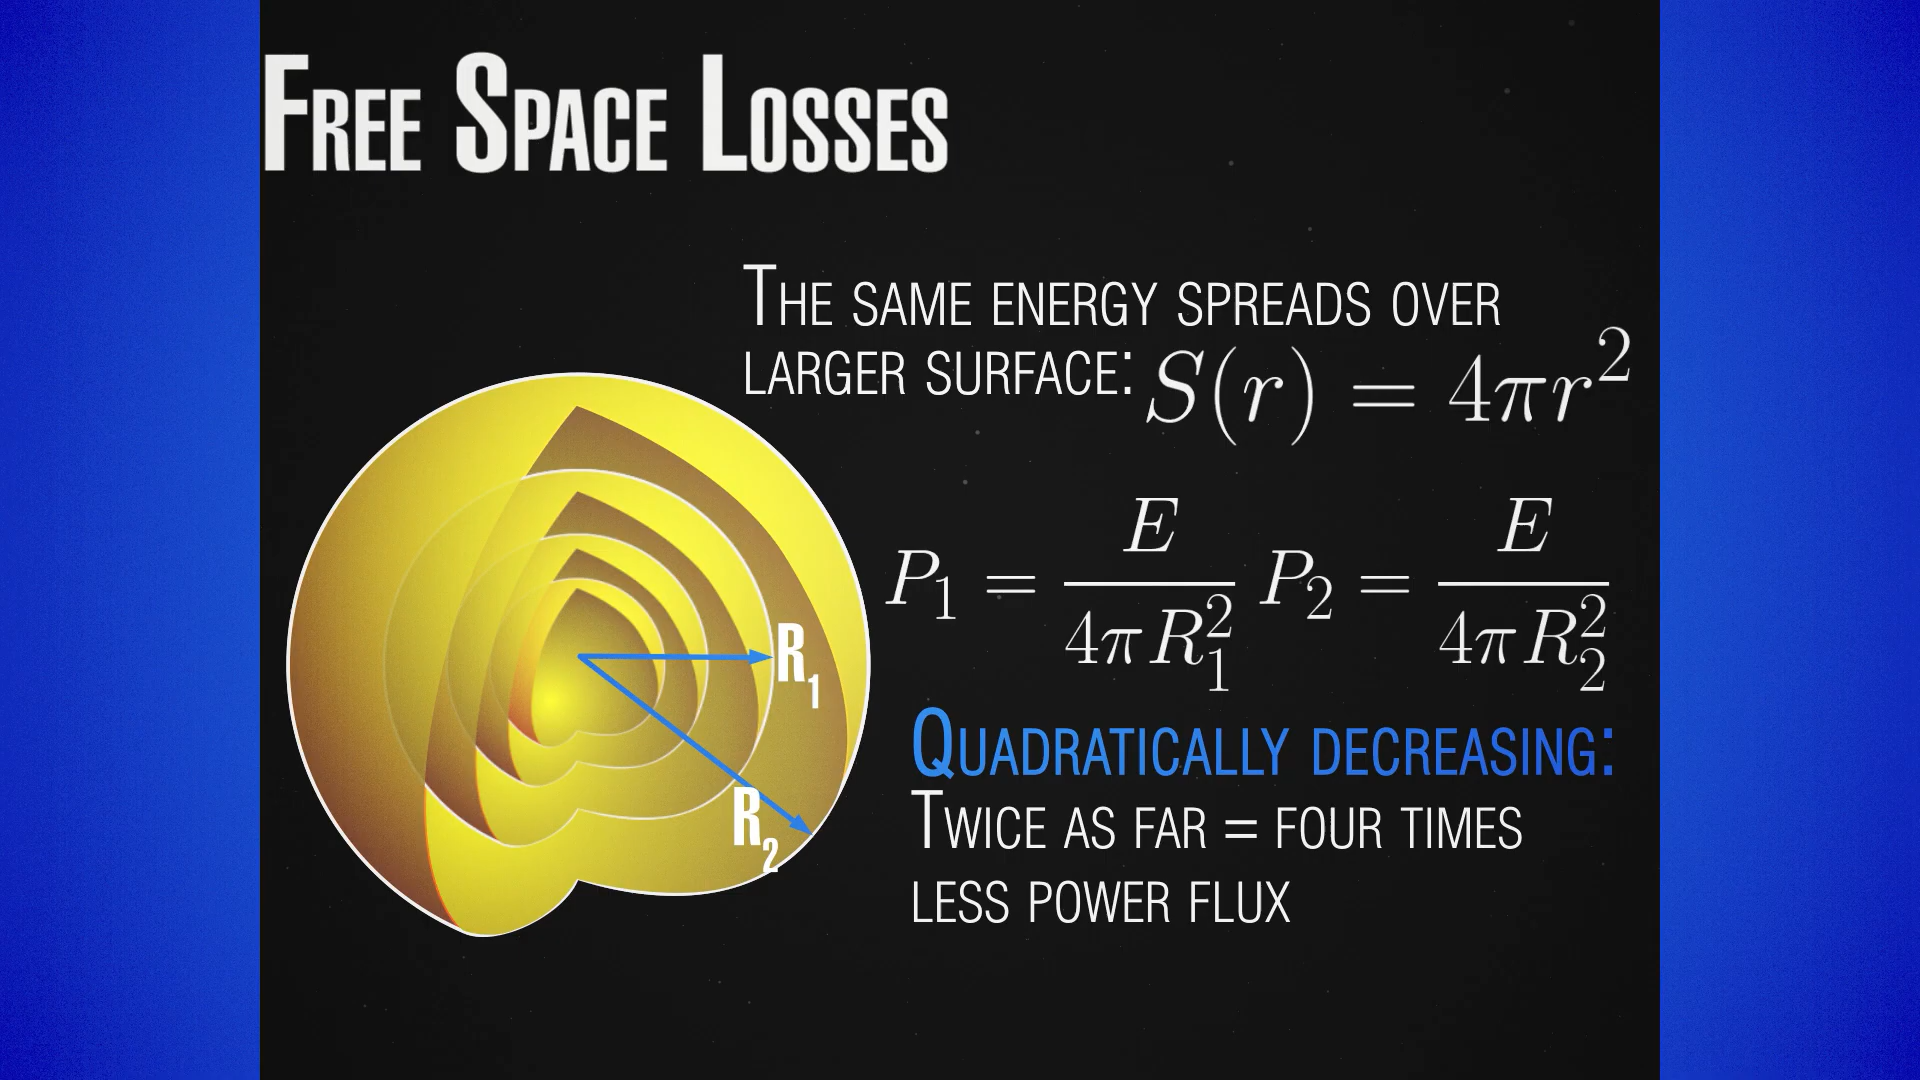 FREE SPACE LOSSES
THE SAME ENERGY SPREADS OVER
LARGER SURFACE: S(r) = 4πr²
P₁ = E / 4πR₁² P₂ = E / 4πR₂²
R₁
R₂
QUADRATICALLY DECREASING:
TWICE AS FAR = FOUR TIMES
LESS POWER FLUX